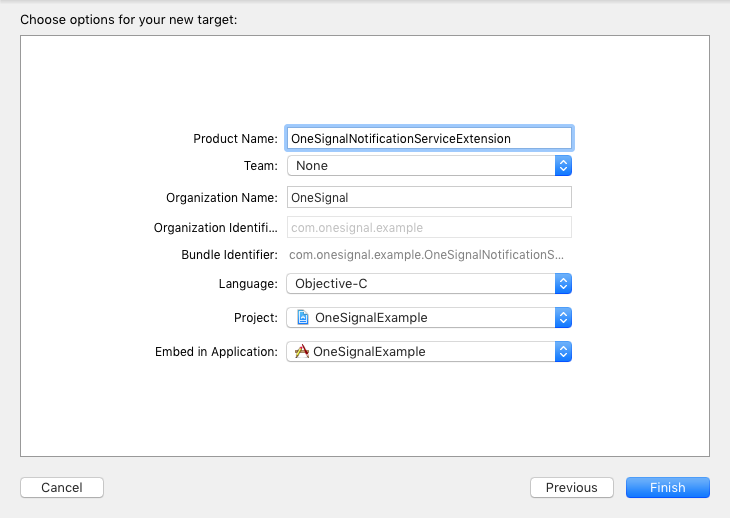 Choose options for your new target:
Product Name: OneSignalNotificationServiceExtension
Team: None
Organization Name: OneSignal
Organization Identifi... com.onesignal.example
Bundle Identifier: com.onesignal.example.OneSignalNotificationS...
Language: Objective-C
Project: OneSignalExample
Embed in Application: OneSignalExample
Cancel Previous Finish